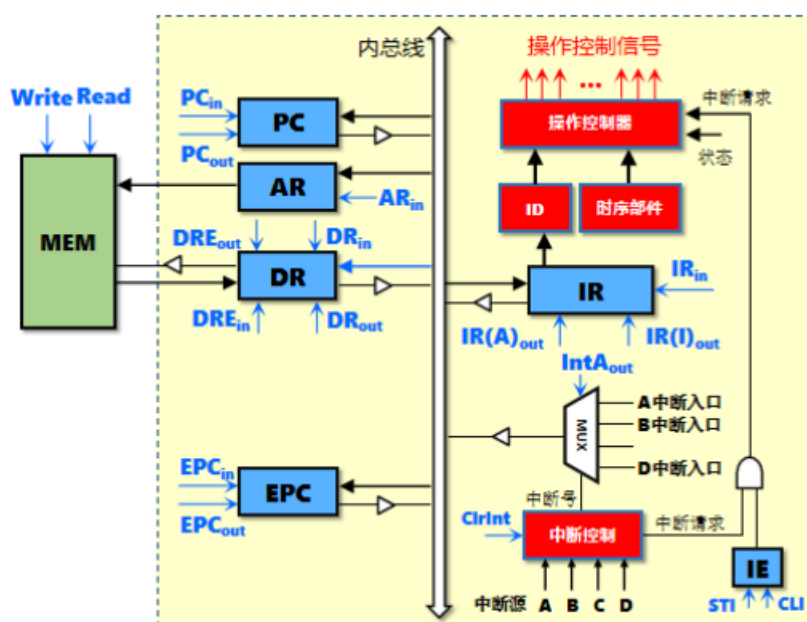 内总线
操作控制信号
Write Read
PCin
PC
PCout
操作控制器
中断请求
状态
MEM
AR
ARin
ID
时序部件
DREout
DRin
DR
DREin
DRout
IR
IRin
IR(A)out
IR(I)out
IntAout
MUX
A中断入口
B中断入口
D中断入口
EPCin
EPC
EPCout
中断号
ClrInt
中断控制
中断请求
IE
中断源 A B C D
STI
CLI